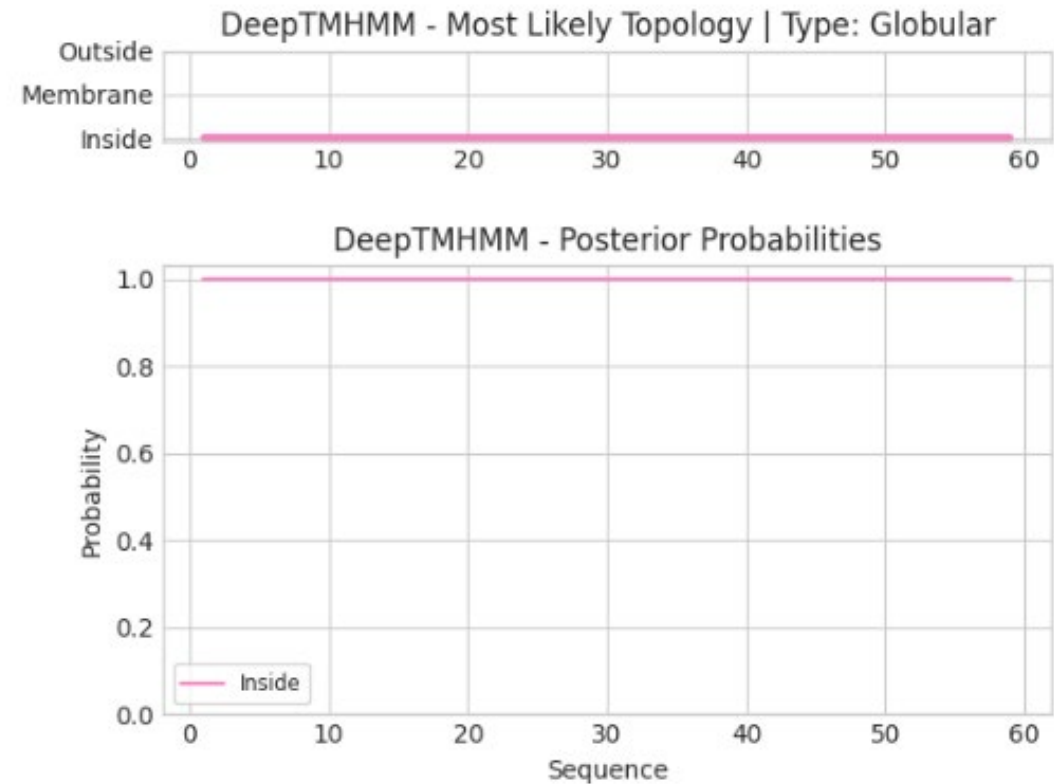 DeepTMHMM - Most Likely Topology | Type: Globular
Outside
Membrane
Inside
0 10 20 30 40 50 60
DeepTMHMM - Posterior Probabilities
1.0
0.8
0.6
0.4
0.2
0.0
Probability
Inside
0 10 20 30 40 50 60
Sequence